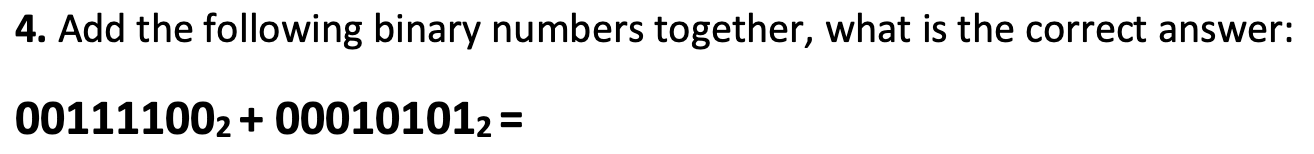 4. Add the following binary numbers together, what is the correct answer:
00111100₂ + 00010101₂ =